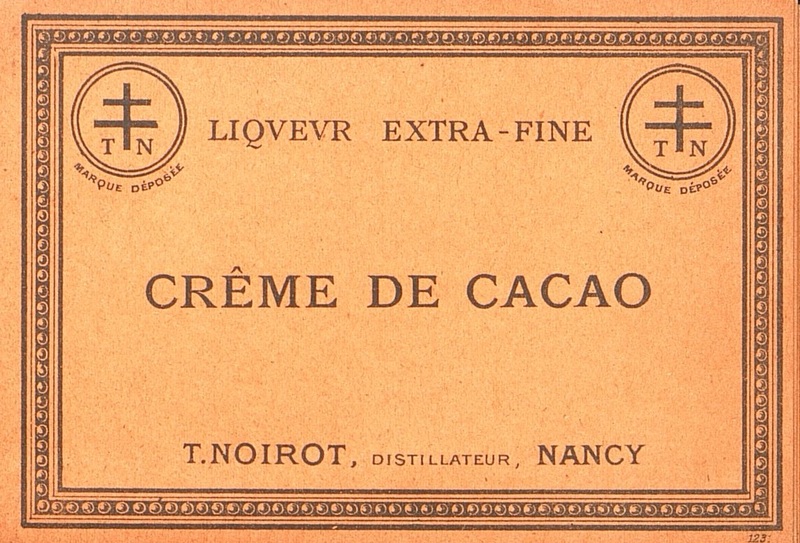 T N
MARQUE DÉPOSÉE
LIQVEVR EXTRA-FINE
T N
MARQUE DÉPOSÉE
CRÊME DE CACAO
T. NOIROT, DISTILLATEUR, NANCY
123.